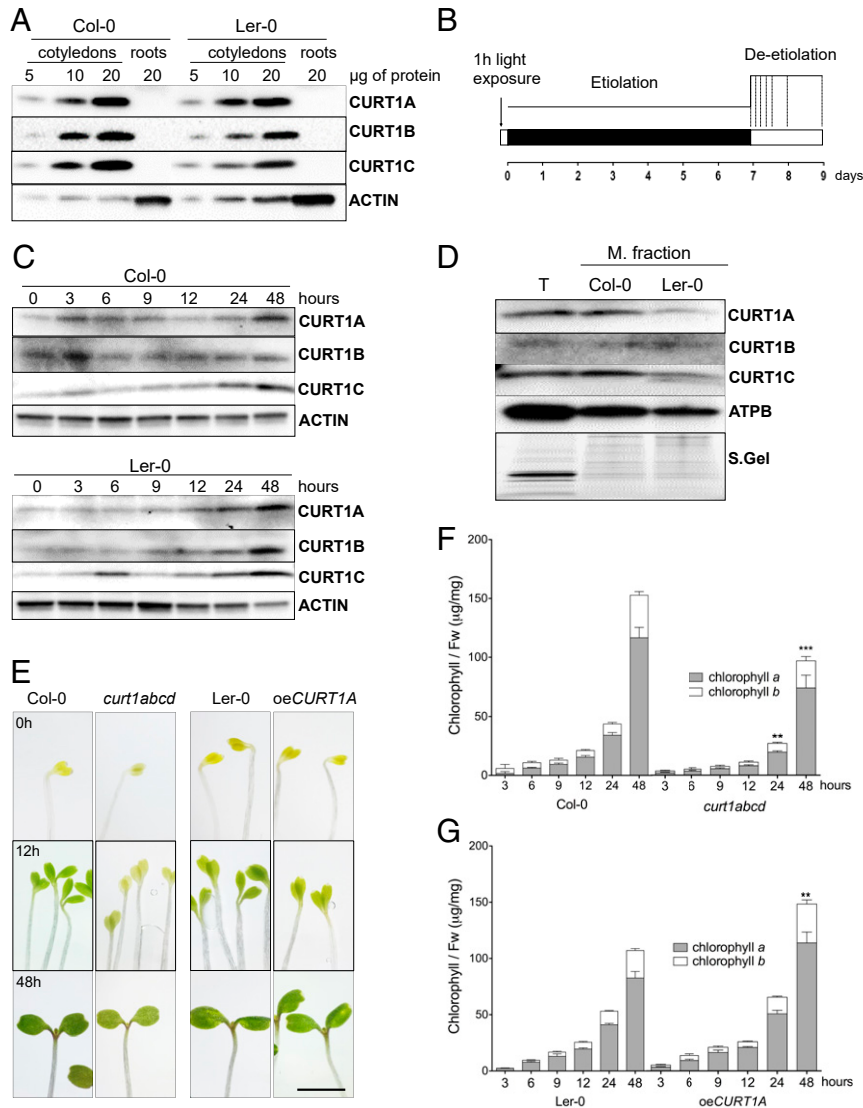 A
Col-0 Ler-0
cotyledons roots cotyledons roots
5 10 20 20 5 10 20 20 µg of protein
CURT1A
CURT1B
CURT1C
ACTIN
B
1h light
exposure
Etiolation
De-etiolation
0 1 2 3 4 5 6 7 8 9 days
C
Col-0
0 3 6 9 12 24 48 hours
CURT1A
CURT1B
CURT1C
ACTIN
Ler-0
0 3 6 9 12 24 48 hours
CURT1A
CURT1B
CURT1C
ACTIN
D
M. fraction
T Col-0 Ler-0
CURT1A
CURT1B
CURT1C
ATPB
S.Gel
E
Col-0 curt1abcd Ler-0 oeCURT1A
0h
12h
48h
F
Chlorophyll / Fw (µg/mg)
200
150
100
50
0
chlorophyll a
chlorophyll b
**
***
3 6 9 12 24 48 3 6 9 12 24 48 hours
Col-0 curt1abcd
G
Chlorophyll / Fw (µg/mg)
200
150
100
50
0
chlorophyll a
chlorophyll b
**
3 6 9 12 24 48 3 6 9 12 24 48 hours
Ler-0 oeCURT1A